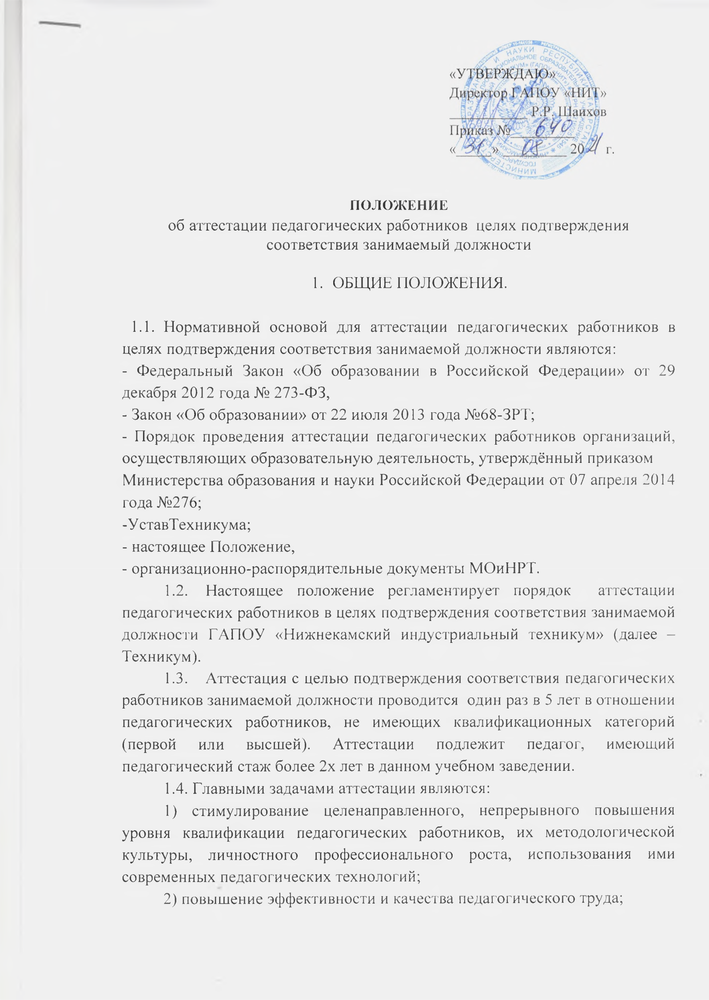 «УТВЕРЖДАЮ»
Директор ГАПОУ «НИТ»
___________ Р.Р. Шаихов
Приказ № 640
«31» 08 2021 г.
ПОЛОЖЕНИЕ
об аттестации педагогических работников целях подтверждения
соответствия занимаемый должности
1. ОБЩИЕ ПОЛОЖЕНИЯ.
1.1. Нормативной основой для аттестации педагогических работников в
целях подтверждения соответствия занимаемой должности являются:
- Федеральный Закон «Об образовании в Российской Федерации» от 29
декабря 2012 года № 273-ФЗ,
- Закон «Об образовании» от 22 июля 2013 года №68-ЗРТ;
- Порядок проведения аттестации педагогических работников организаций,
осуществляющих образовательную деятельность, утверждённый приказом
Министерства образования и науки Российской Федерации от 07 апреля 2014
года №276;
-УставТехникума;
- настоящее Положение,
- организационно-распорядительные документы МОиНРТ.
1.2. Настоящее положение регламентирует порядок аттестации
педагогических работников в целях подтверждения соответствия занимаемой
должности ГАПОУ «Нижнекамский индустриальный техникум» (далее –
Техникум).
1.3. Аттестация с целью подтверждения соответствия педагогических
работников занимаемой должности проводится один раз в 5 лет в отношении
педагогических работников, не имеющих квалификационных категорий
(первой или высшей). Аттестации подлежит педагог, имеющий
педагогический стаж более 2х лет в данном учебном заведении.
1.4. Главными задачами аттестации являются:
1) стимулирование целенаправленного, непрерывного повышения
уровня квалификации педагогических работников, их методологической
культуры, личностного профессионального роста, использования ими
современных педагогических технологий;
2) повышение эффективности и качества педагогического труда;